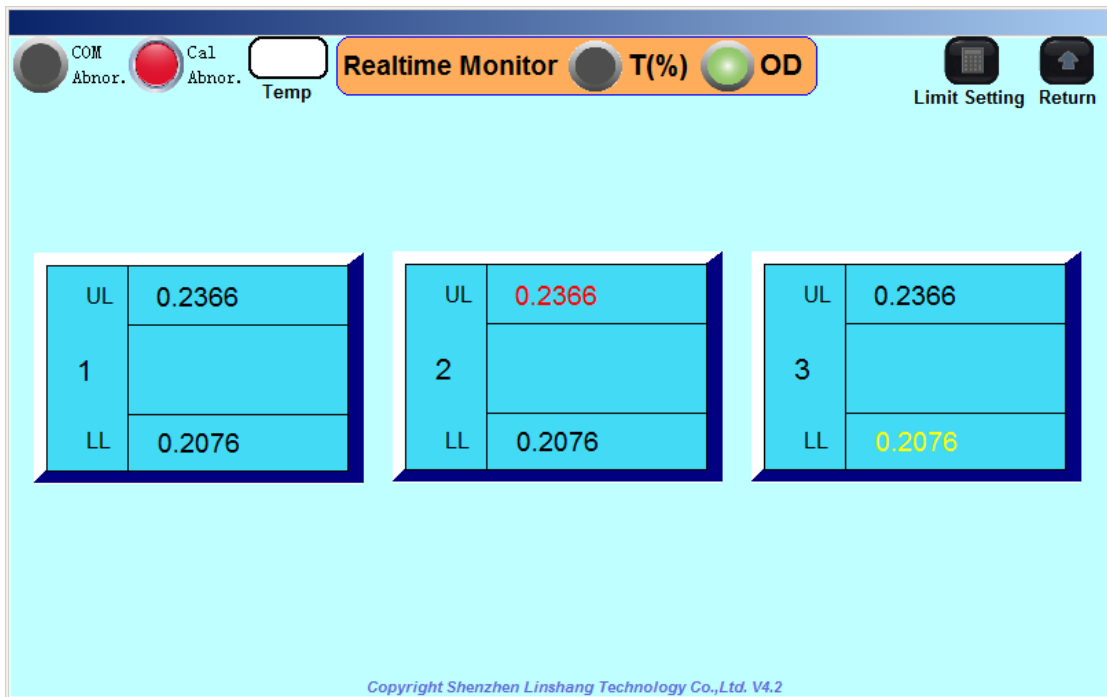 COM
Abnor.
Cal
Abnor.
Temp
Realtime Monitor T(%) OD
Limit Setting
Return
UL 0.2366
1
LL 0.2076
UL 0.2366
2
LL 0.2076
UL 0.2366
3
LL 0.2076
Copyright Shenzhen Linshang Technology Co.,Ltd. V4.2